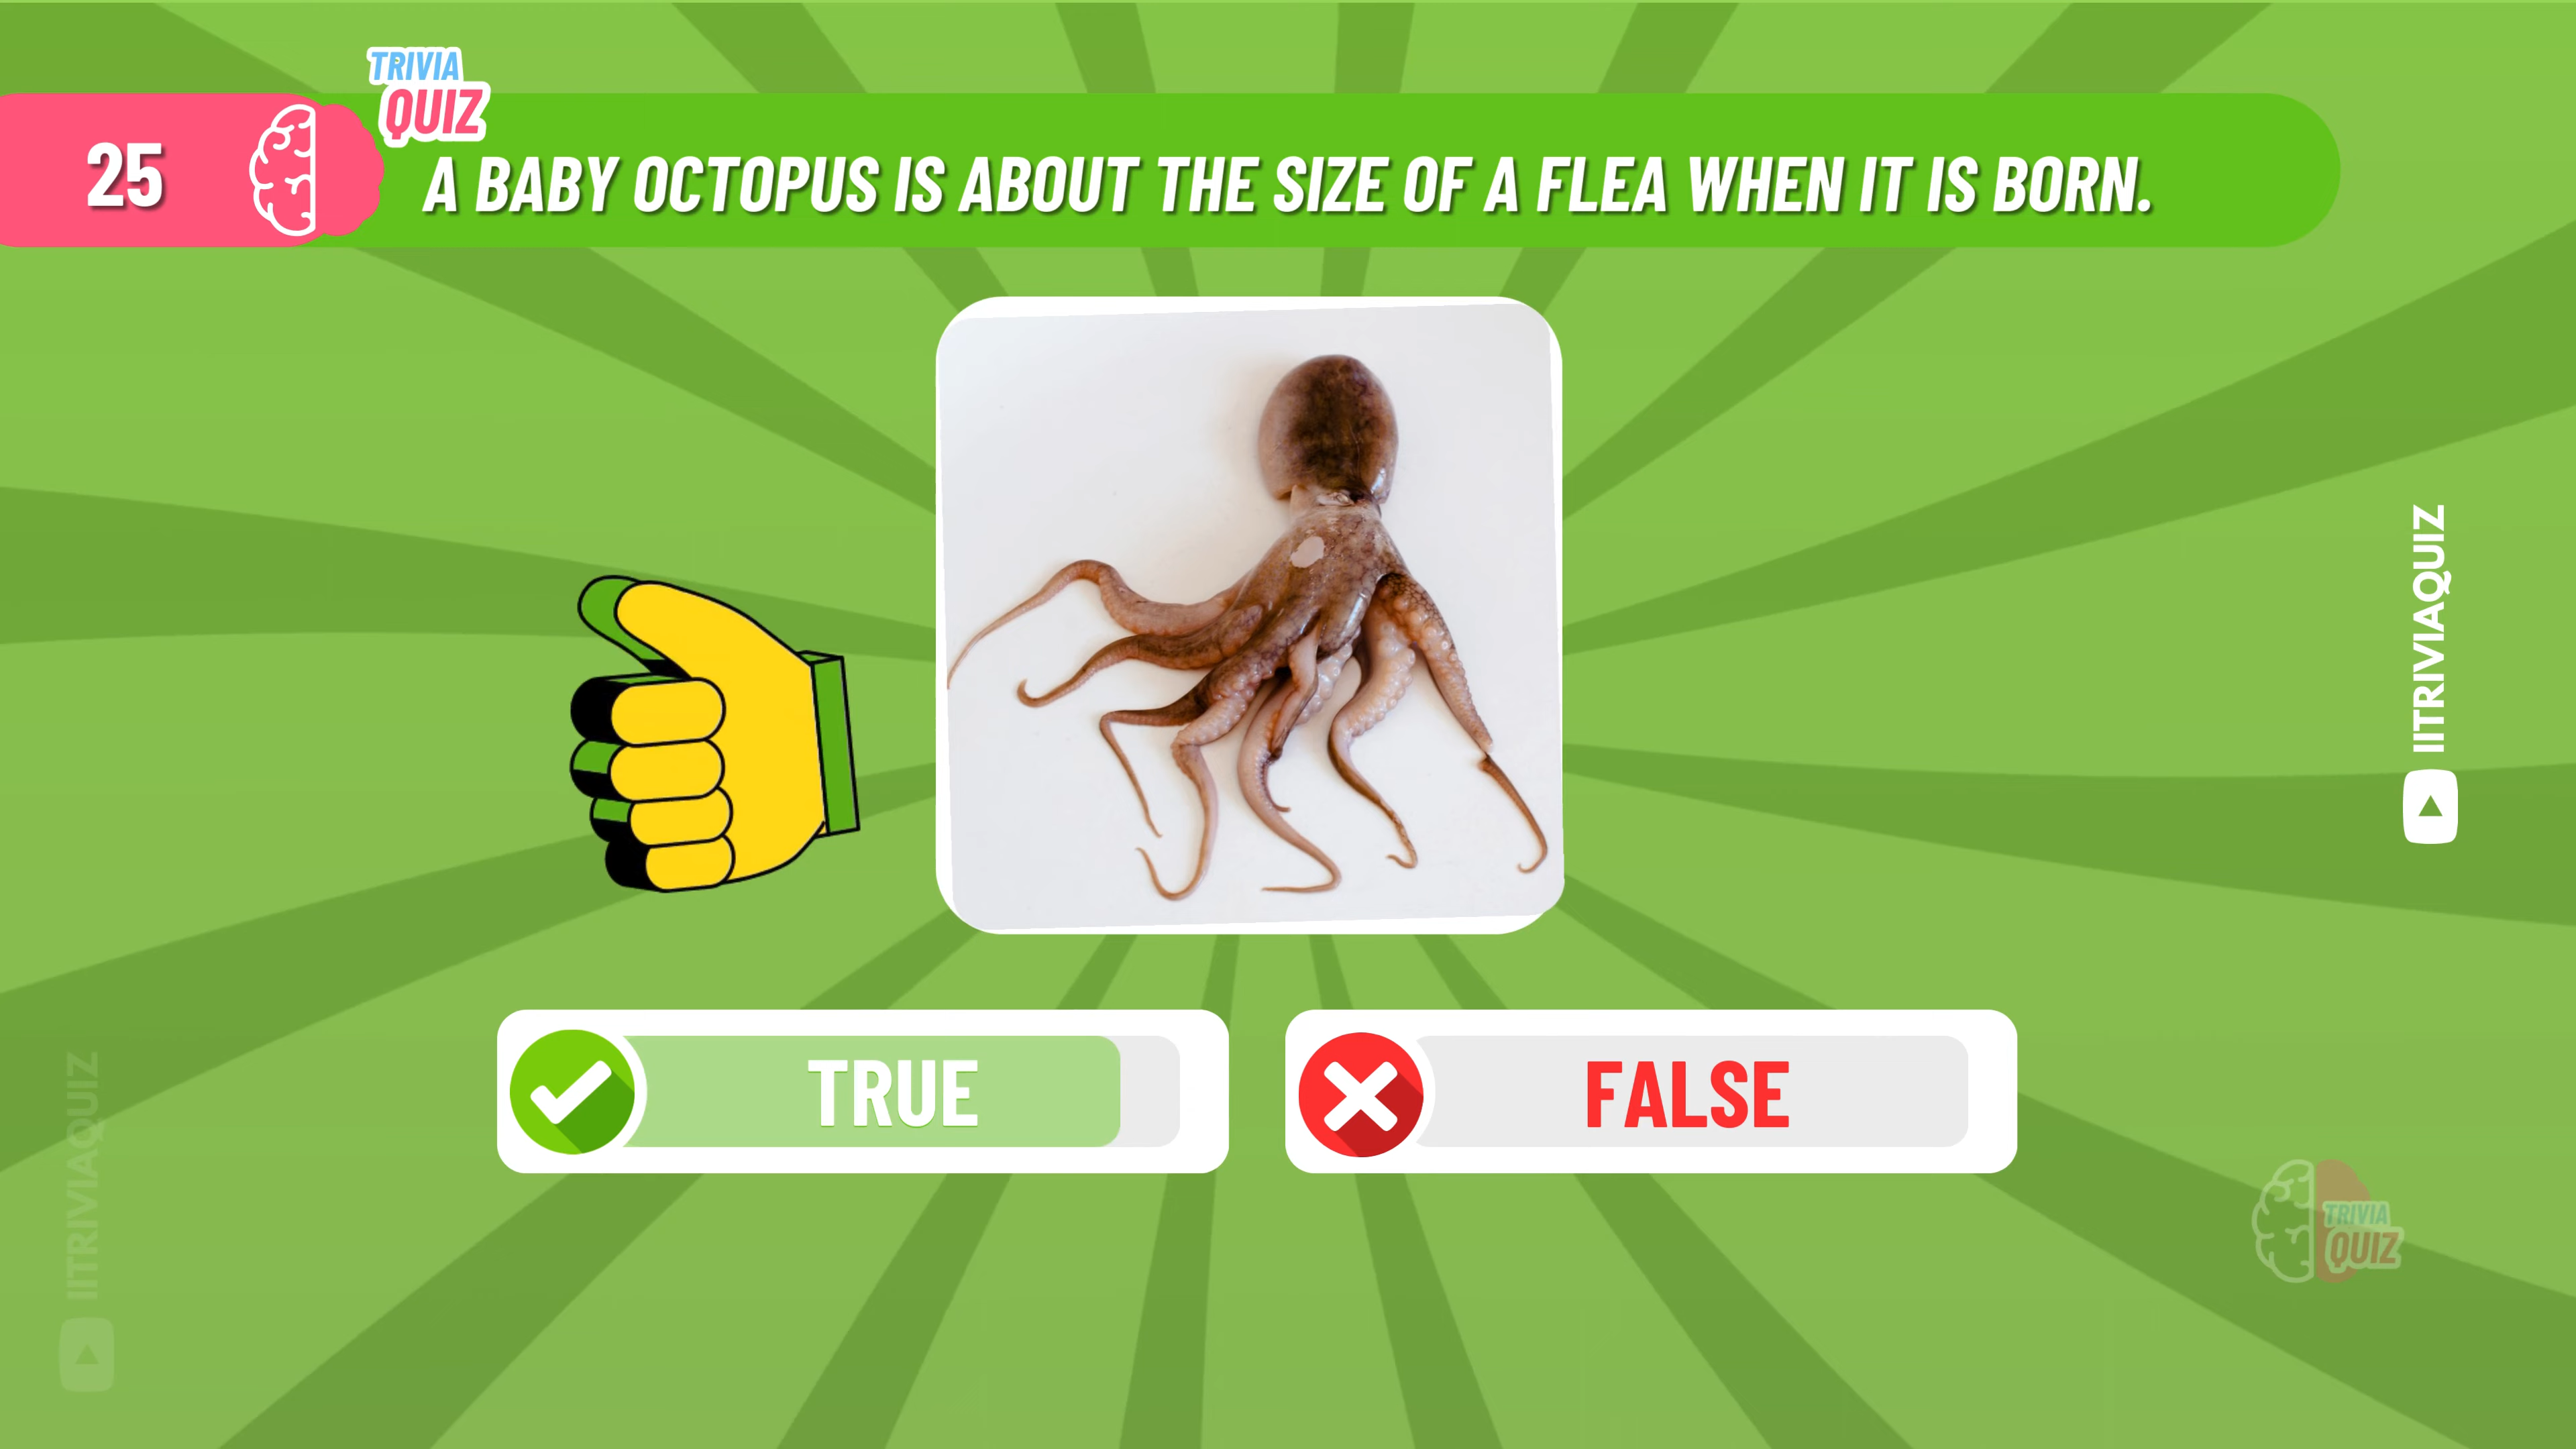 TRIVIA
QUIZ
25
A BABY OCTOPUS IS ABOUT THE SIZE OF A FLEA WHEN IT IS BORN.
IITRIVIAQUIZ
TRUE
FALSE
IITRIVIAQUIZ
TRIVIA
QUIZ